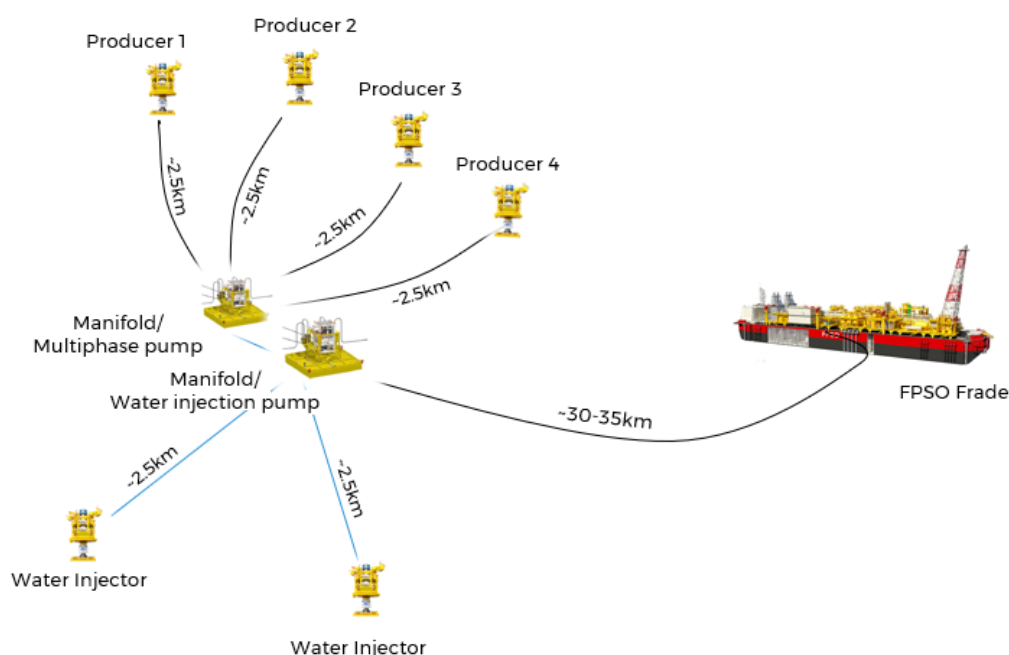 Producer 1
Producer 2
Producer 3
Producer 4
~2.5km
~2.5km
~2.5km
~2.5km
Manifold/
Multiphase pump
Manifold/
Water injection pump
FPSO Frade
~30-35km
~2.5km
~2.5km
Water Injector
Water Injector